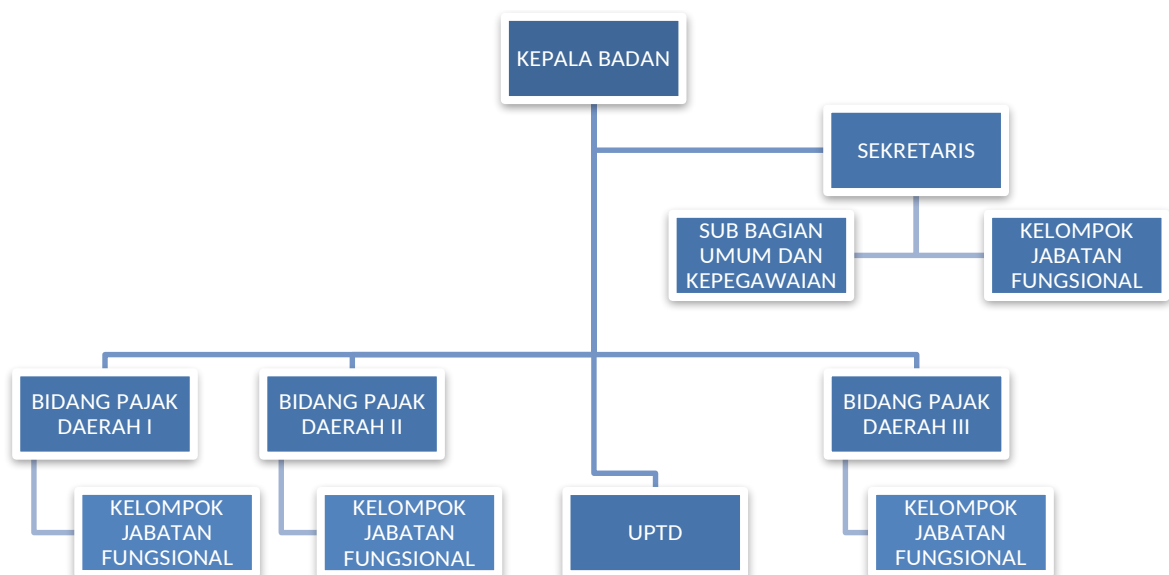 KEPALA BADAN
SEKRETARIS
SUB BAGIAN
UMUM DAN
KEPEGAWAIAN
KELOMPOK
JABATAN
FUNGSIONAL
BIDANG PAJAK
DAERAH I
BIDANG PAJAK
DAERAH II
BIDANG PAJAK
DAERAH III
KELOMPOK
JABATAN
FUNGSIONAL
KELOMPOK
JABATAN
FUNGSIONAL
UPTD
KELOMPOK
JABATAN
FUNGSIONAL